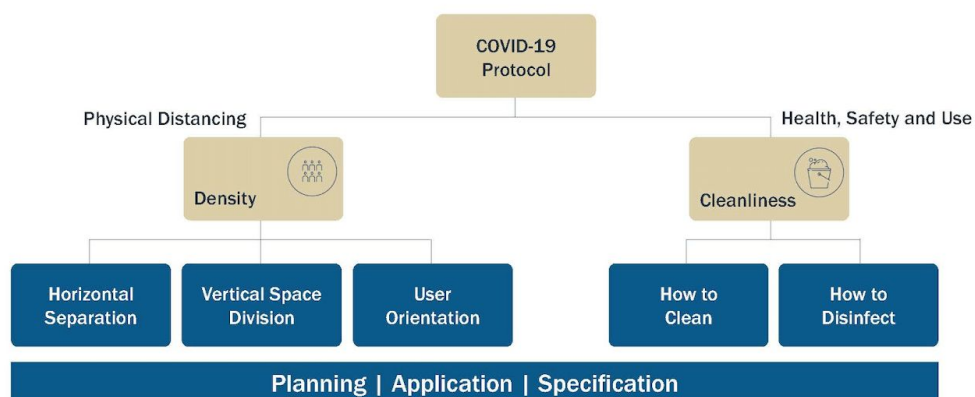 COVID-19
Protocol
Physical Distancing
Health, Safety and Use
Density
Cleanliness
Horizontal
Separation
Vertical Space
Division
User
Orientation
How to
Clean
How to
Disinfect
Planning | Application | Specification